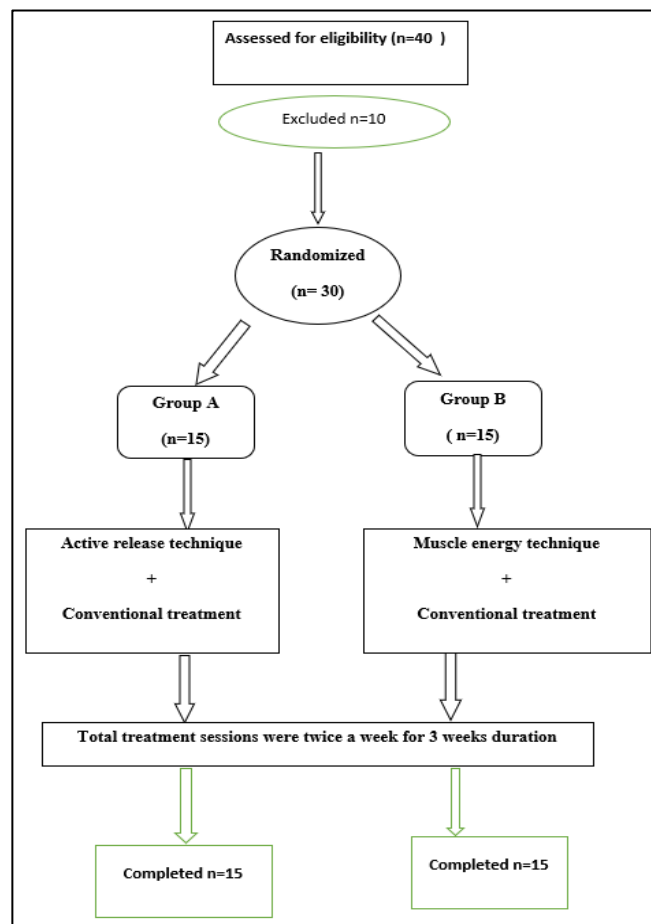 Assessed for eligibility (n=40 )
Excluded n=10
Randomized
(n= 30)
Group A
(n=15)
Group B
( n=15)
Active release technique
+
Conventional treatment
Muscle energy technique
+
Conventional treatment
Total treatment sessions were twice a week for 3 weeks duration
Completed n=15
Completed n=15